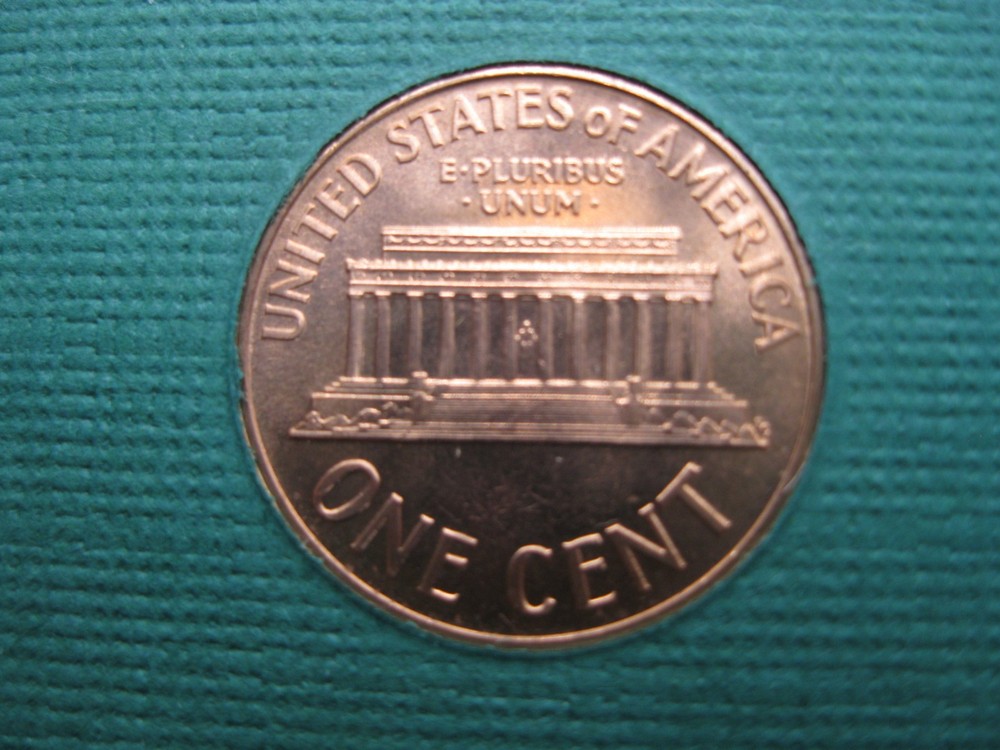 UNITED STATES OF AMERICA
E·PLURIBUS
·UNUM·
ONE CENT